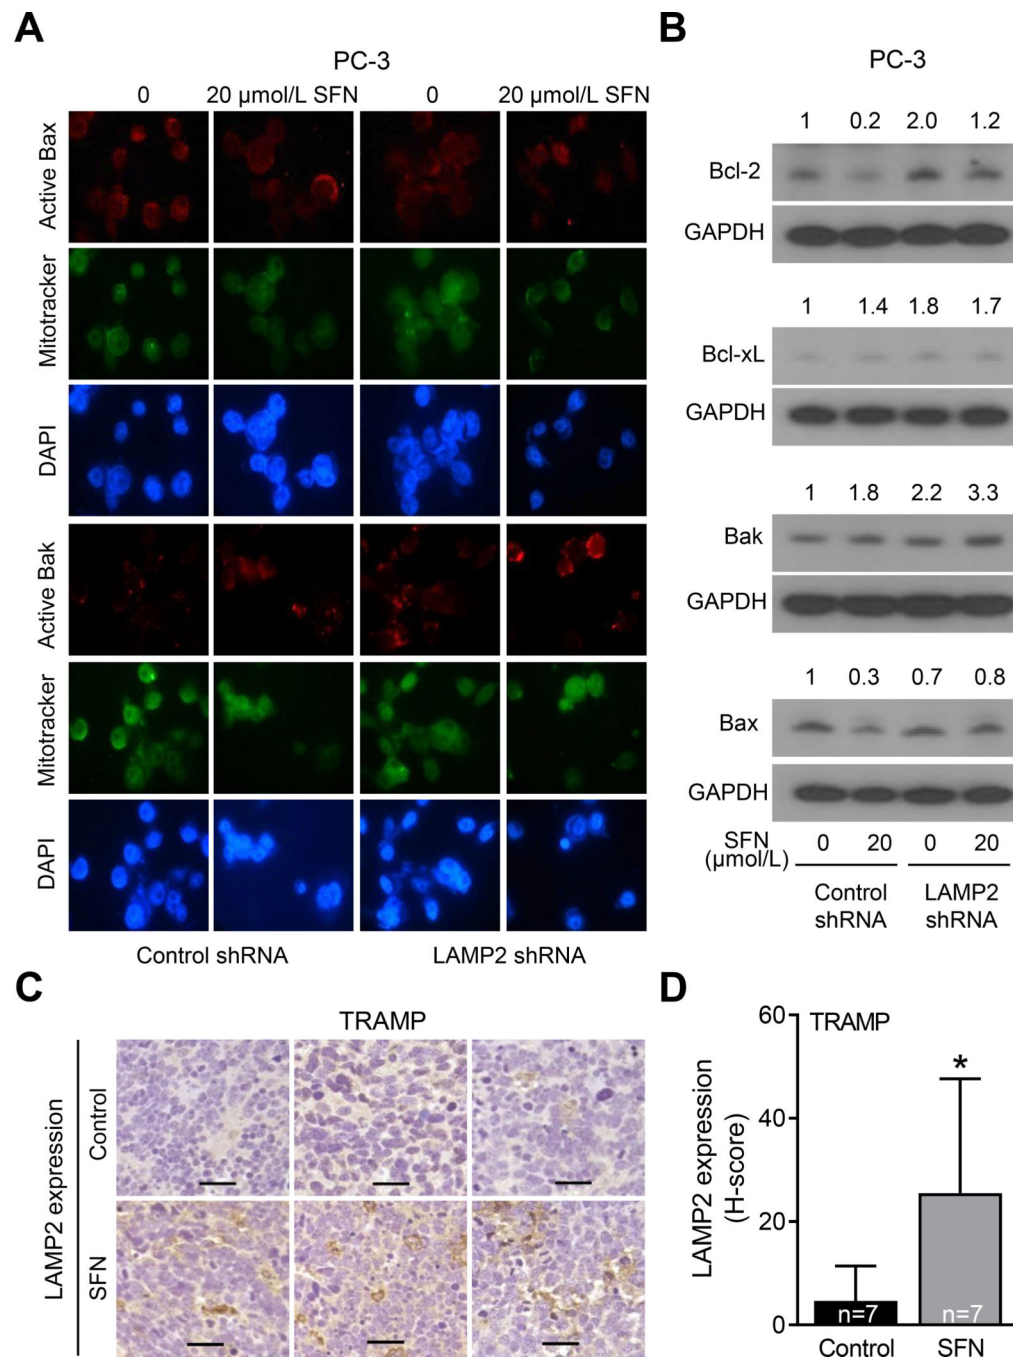 A
PC-3
0 20 µmol/L SFN 0 20 µmol/L SFN
Active Bax
Mitotracker
DAPI
Active Bak
Mitotracker
DAPI
Control shRNA LAMP2 shRNA
B
PC-3
1 0.2 2.0 1.2
Bcl-2
GAPDH
1 1.4 1.8 1.7
Bcl-xL
GAPDH
1 1.8 2.2 3.3
Bak
GAPDH
1 0.3 0.7 0.8
Bax
GAPDH
SFN 0 20 0 20
(µmol/L)
Control LAMP2
shRNA shRNA
C
TRAMP
LAMP2 expression
Control
SFN
D
TRAMP
LAMP2 expression
(H-score)
60
40
20
0
*
n=7 n=7
Control SFN